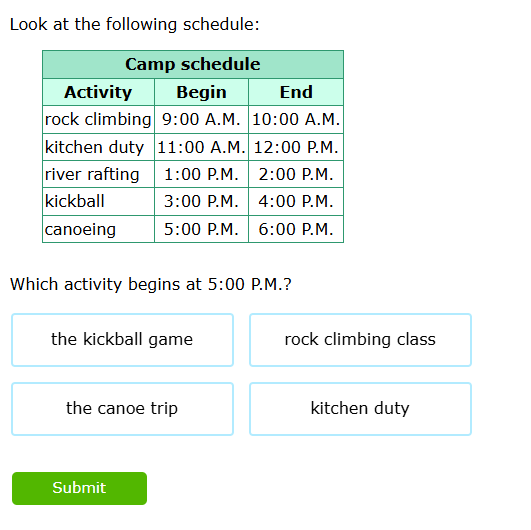 Look at the following schedule:
Camp schedule
Activity Begin End
rock climbing 9:00 A.M. 10:00 A.M.
kitchen duty 11:00 A.M. 12:00 P.M.
river rafting 1:00 P.M. 2:00 P.M.
kickball 3:00 P.M. 4:00 P.M.
canoeing 5:00 P.M. 6:00 P.M.
Which activity begins at 5:00 P.M.?
the kickball game rock climbing class
the canoe trip kitchen duty
Submit